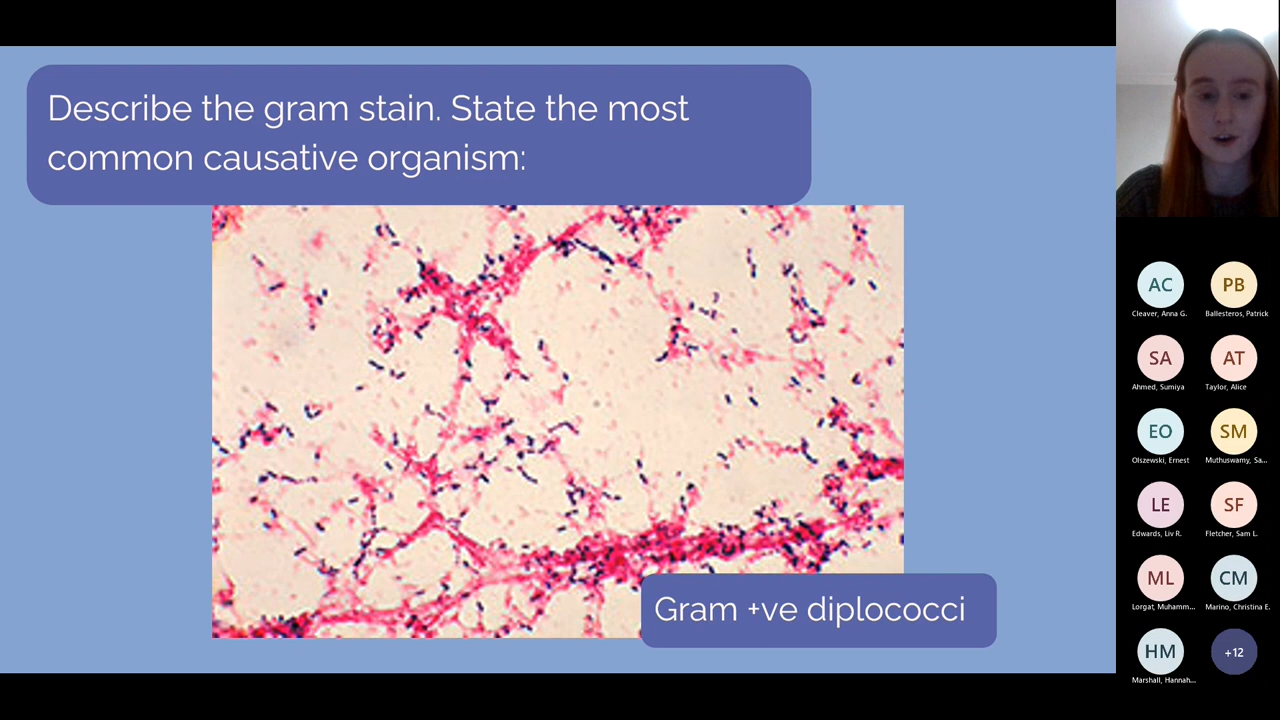 Describe the gram stain. State the most
common causative organism:
Gram +ve diplococci
AC
Cleaver, Anna G.
PB
Ballesteros, Patrick
SA
Ahmed, Sumiya
AT
Taylor, Alice
EO
Olszewski, Ernest
SM
Muthuswamy, Sa...
LE
Edwards, Liv R.
SF
Fletcher, Sam L.
ML
Lorgat, Muhamm...
CM
Marino, Christina E.
HM
Marshall, Hannah...
+12